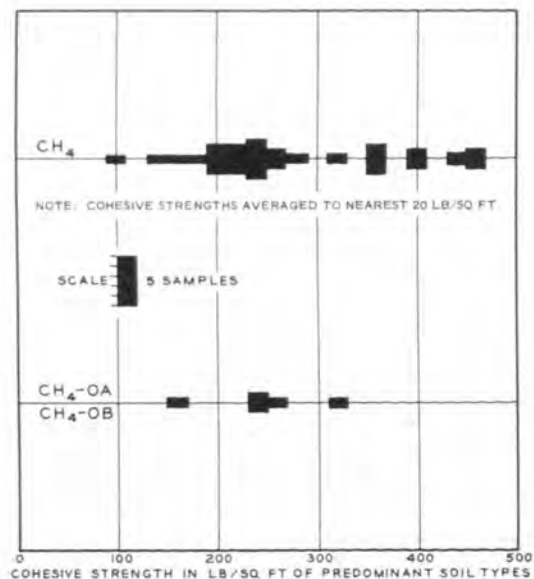 CH4
NOTE: COHESIVE STRENGTHS AVERAGED TO NEAREST 20 LB/SQ FT
SCALE 5 SAMPLES
CH4-OA
CH4-OB
0 100 200 300 400 500
COHESIVE STRENGTH IN LB/SQ FT OF PREDOMINANT SOIL TYPES